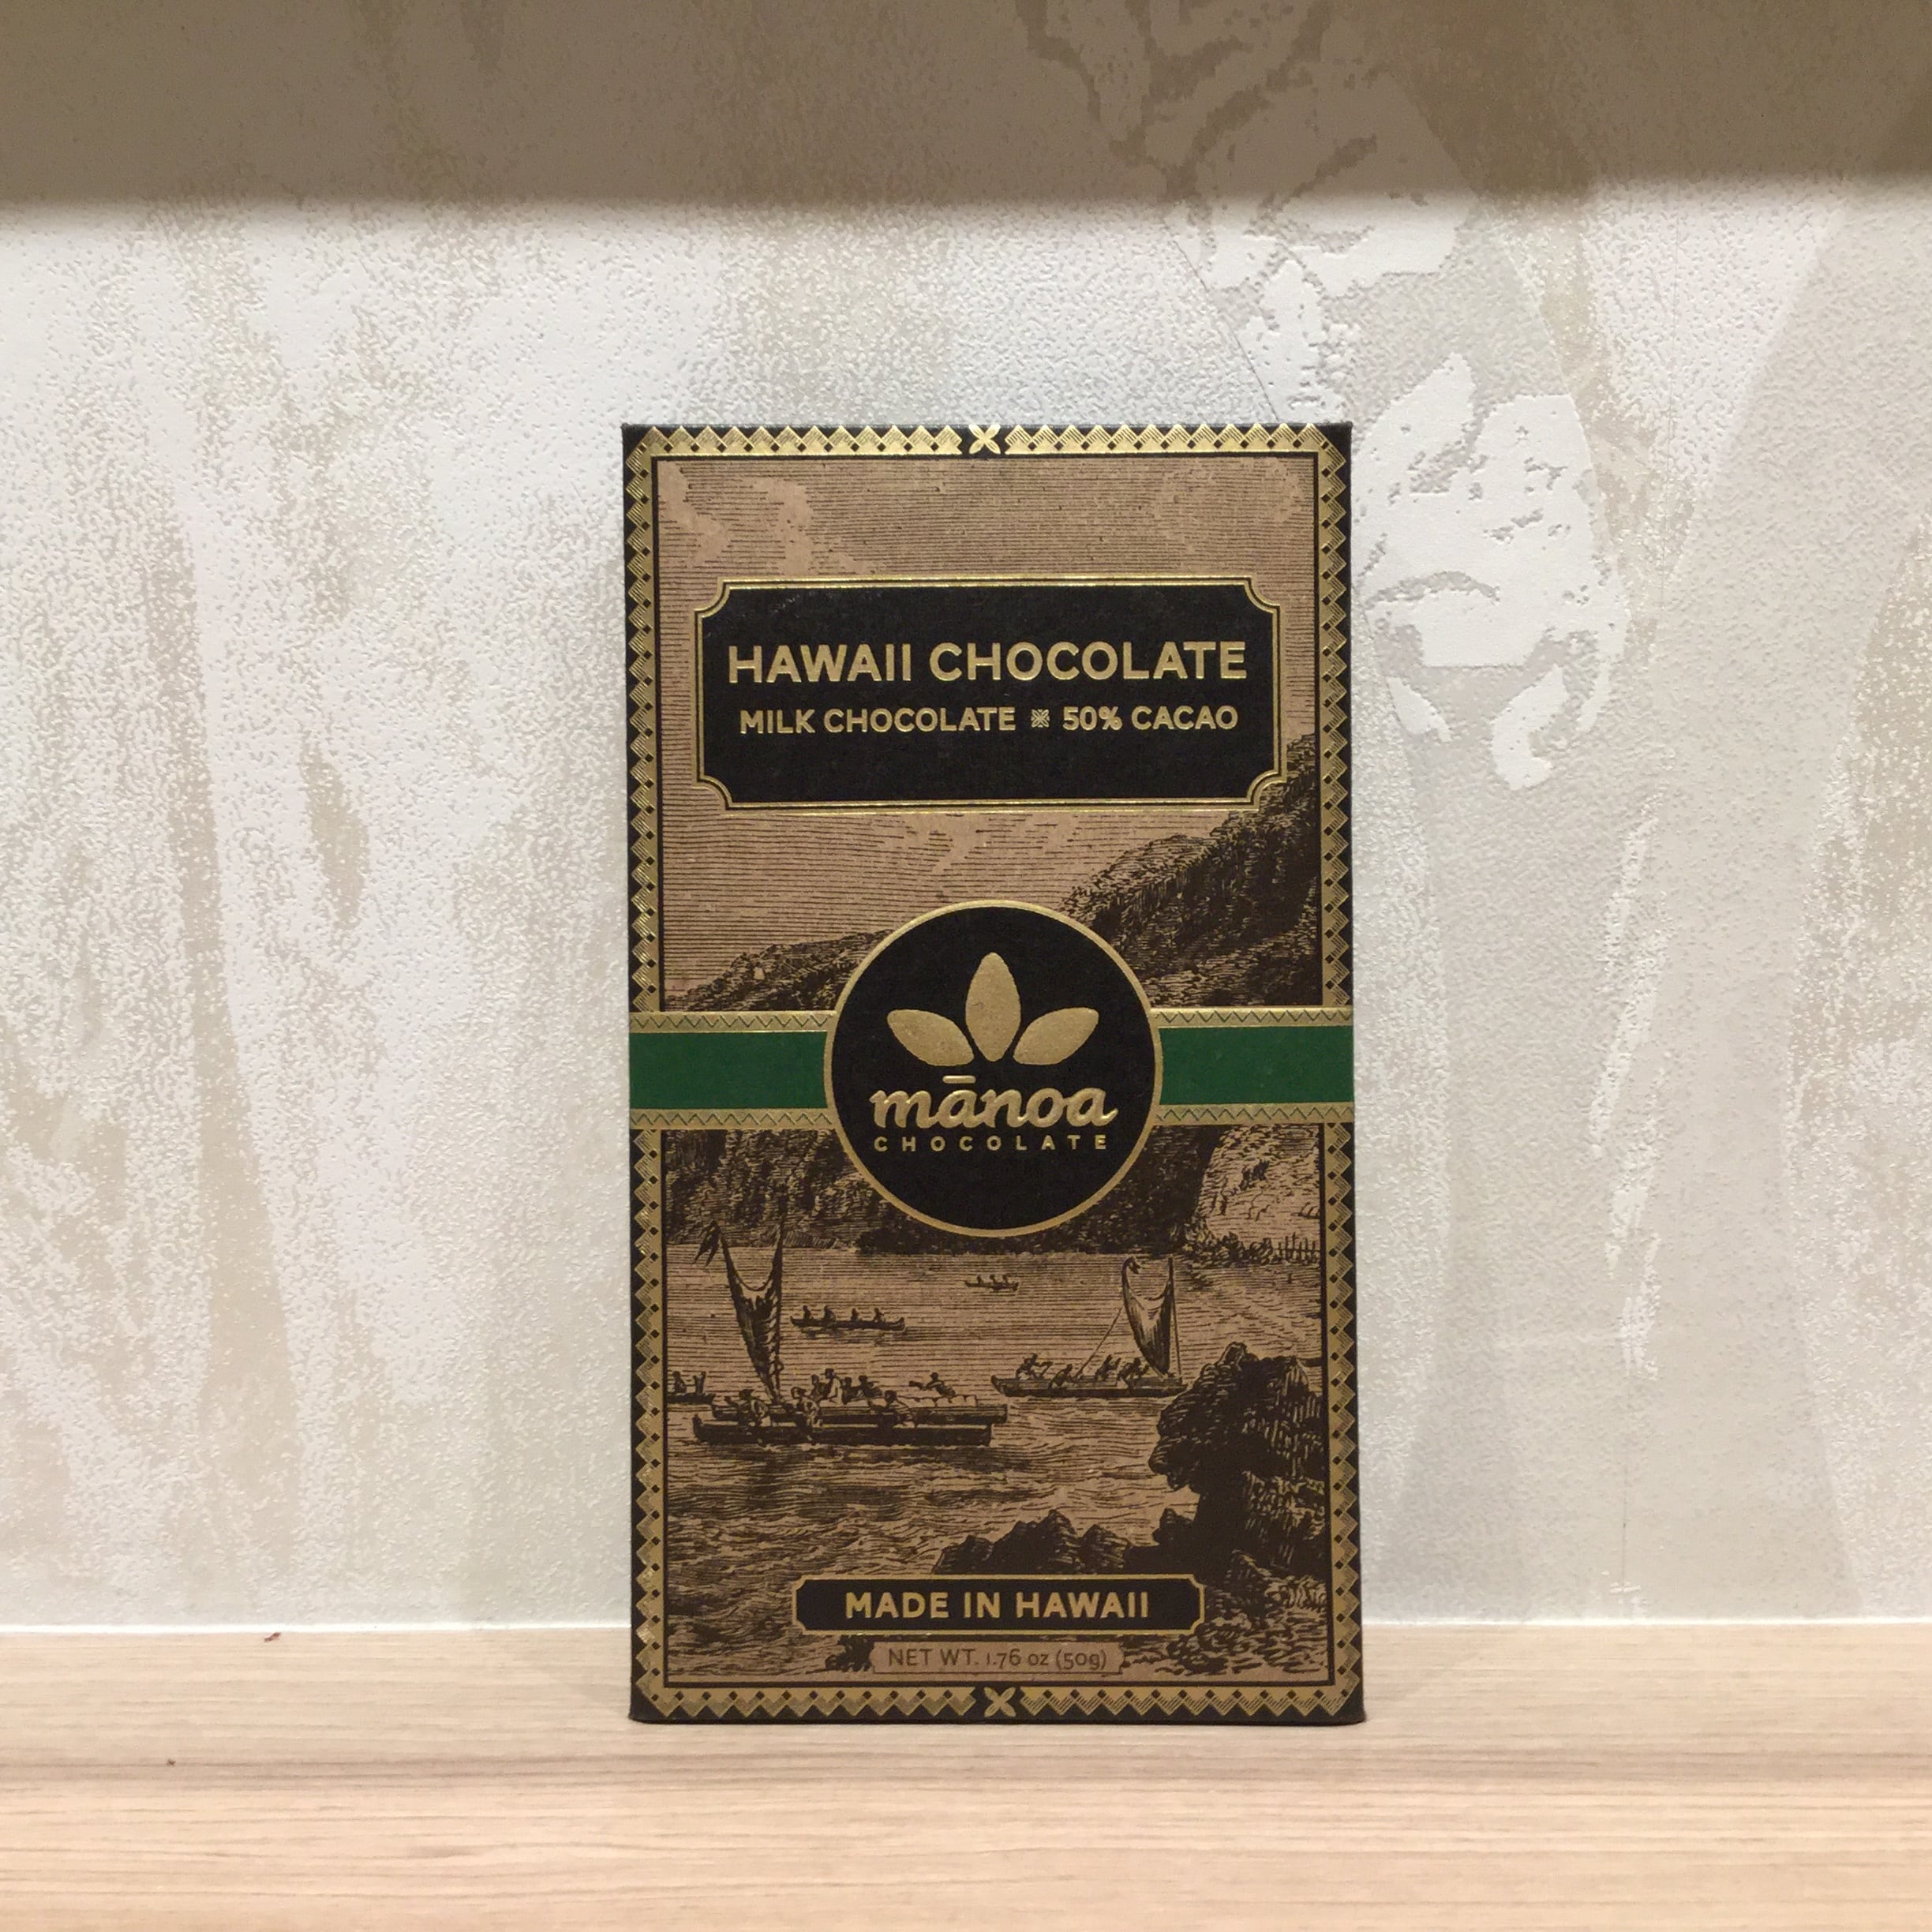 HAWAII CHOCOLATE
MILK CHOCOLATE ※ 50% CACAO
mānoa
CHOCOLATE
MADE IN HAWAII
NET WT. 1.76 oz (50g)